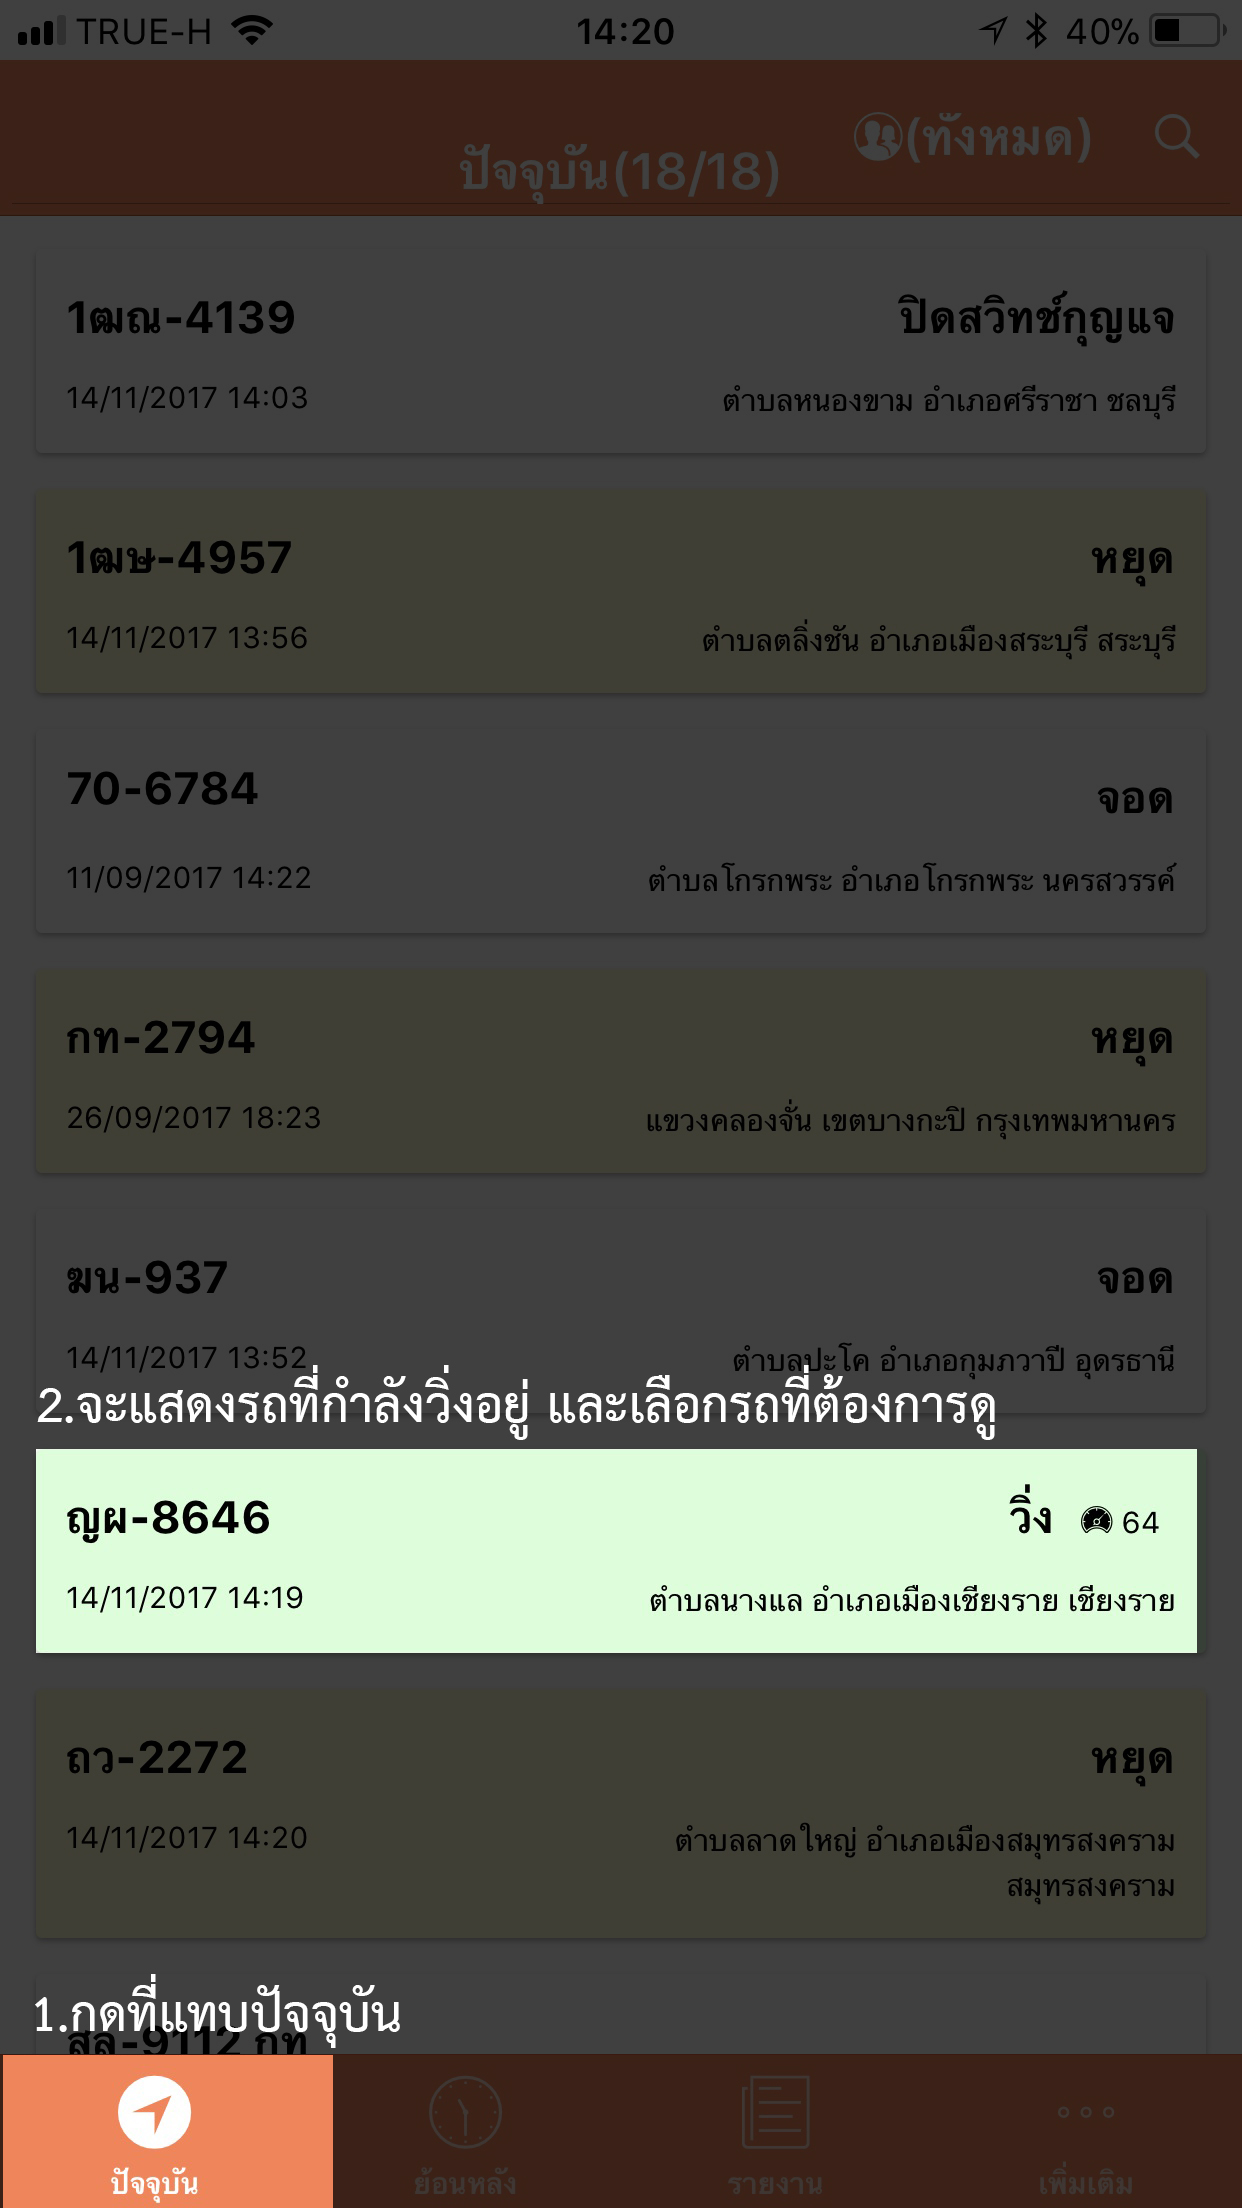 TRUE-H 14:20 40%
(ทั้งหมด)
ปัจจุบัน(18/18)
1ฒณ-4139 ปิดสวิทช์กุญแจ
14/11/2017 14:03 ตำบลหนองขาม อำเภอศรีราชา ชลบุรี
1ฒษ-4957 หยุด
14/11/2017 13:56 ตำบลตลิ่งชัน อำเภอเมืองสระบุรี สระบุรี
70-6784 จอด
11/09/2017 14:22 ตำบลโกรกพระ อำเภอโกรกพระ นครสวรรค์
กท-2794 หยุด
26/09/2017 18:23 แขวงคลองจั่น เขตบางกะปิ กรุงเทพมหานคร
ฆน-937 จอด
14/11/2017 13:52 ตำบลปะโค อำเภอกุมภวาปี อุดรธานี
2.จะแสดงรถที่กำลังวิ่งอยู่ และเลือกรถที่ต้องการดู
ญผ-8646 วิ่ง 64
14/11/2017 14:19 ตำบลนางแล อำเภอเมืองเชียงราย เชียงราย
ถว-2272 หยุด
14/11/2017 14:20 ตำบลลาดใหญ่ อำเภอเมืองสมุทรสงคราม
สมุทรสงคราม
1.กดที่แทบปัจจุบัน
สล-9112 กท
ปัจจุบัน ย้อนหลัง รายงาน เพิ่มเติม